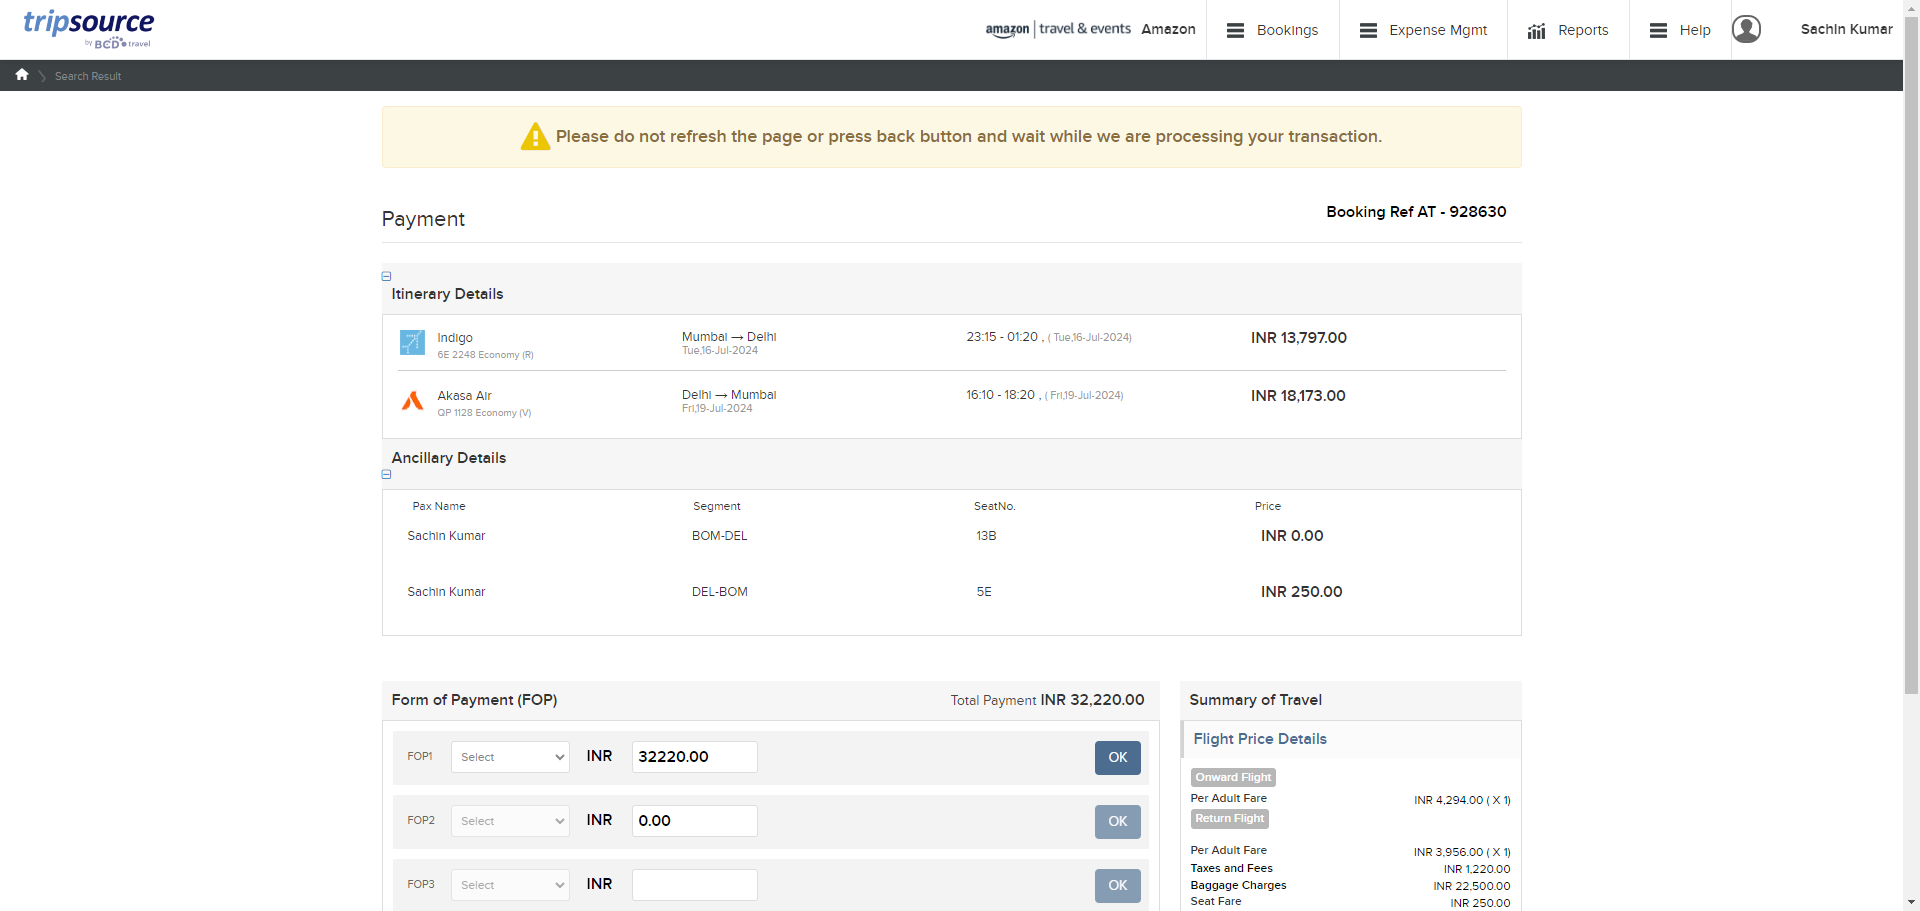 tripsource
by BCD travel
amazon | travel & events Amazon
Bookings
Expense Mgmt
Reports
Help
Sachin Kumar
Search Result
Please do not refresh the page or press back button and wait while we are processing your transaction.
Payment
Booking Ref AT - 928630
Itinerary Details
Indigo Mumbai → Delhi 23:15 - 01:20 , ( Tue,16-Jul-2024) INR 13,797.00
6E 2248 Economy (R) Tue,16-Jul-2024
Akasa Air Delhi → Mumbai 16:10 - 18:20 , ( Fri,19-Jul-2024) INR 18,173.00
QP 1128 Economy (V) Fri,19-Jul-2024
Ancillary Details
Pax Name Segment SeatNo. Price
Sachin Kumar BOM-DEL 13B INR 0.00
Sachin Kumar DEL-BOM 5E INR 250.00
Form of Payment (FOP) Total Payment INR 32,220.00
FOP1 Select INR 32220.00 OK
FOP2 Select INR 0.00 OK
FOP3 Select INR OK
Summary of Travel
Flight Price Details
Onward Flight
Per Adult Fare INR 4,294.00 ( X 1)
Return Flight
Per Adult Fare INR 3,956.00 ( X 1)
Taxes and Fees INR 1,220.00
Baggage Charges INR 22,500.00
Seat Fare INR 250.00